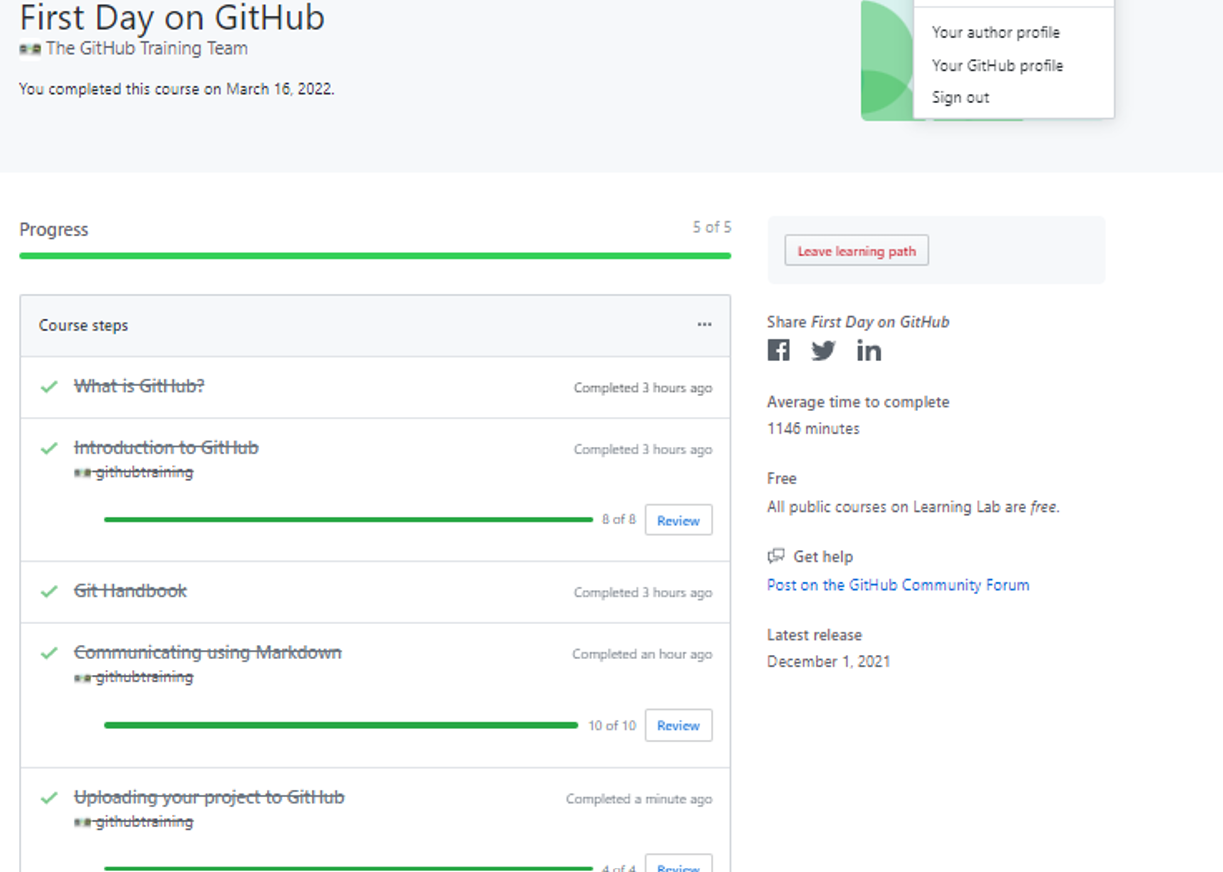 First Day on GitHub
The GitHub Training Team
You completed this course on March 16, 2022.
Your author profile
Your GitHub profile
Sign out
Progress
5 of 5
Course steps
...
What is GitHub?
Completed 3 hours ago
Introduction to GitHub
Completed 3 hours ago
githubtraining
8 of 8
Review
Git Handbook
Completed 3 hours ago
Communicating using Markdown
Completed an hour ago
githubtraining
10 of 10
Review
Uploading your project to GitHub
Completed a minute ago
githubtraining
4 of 4
Review
Leave learning path
Share First Day on GitHub
Average time to complete
1146 minutes
Free
All public courses on Learning Lab are free.
Get help
Post on the GitHub Community Forum
Latest release
December 1, 2021